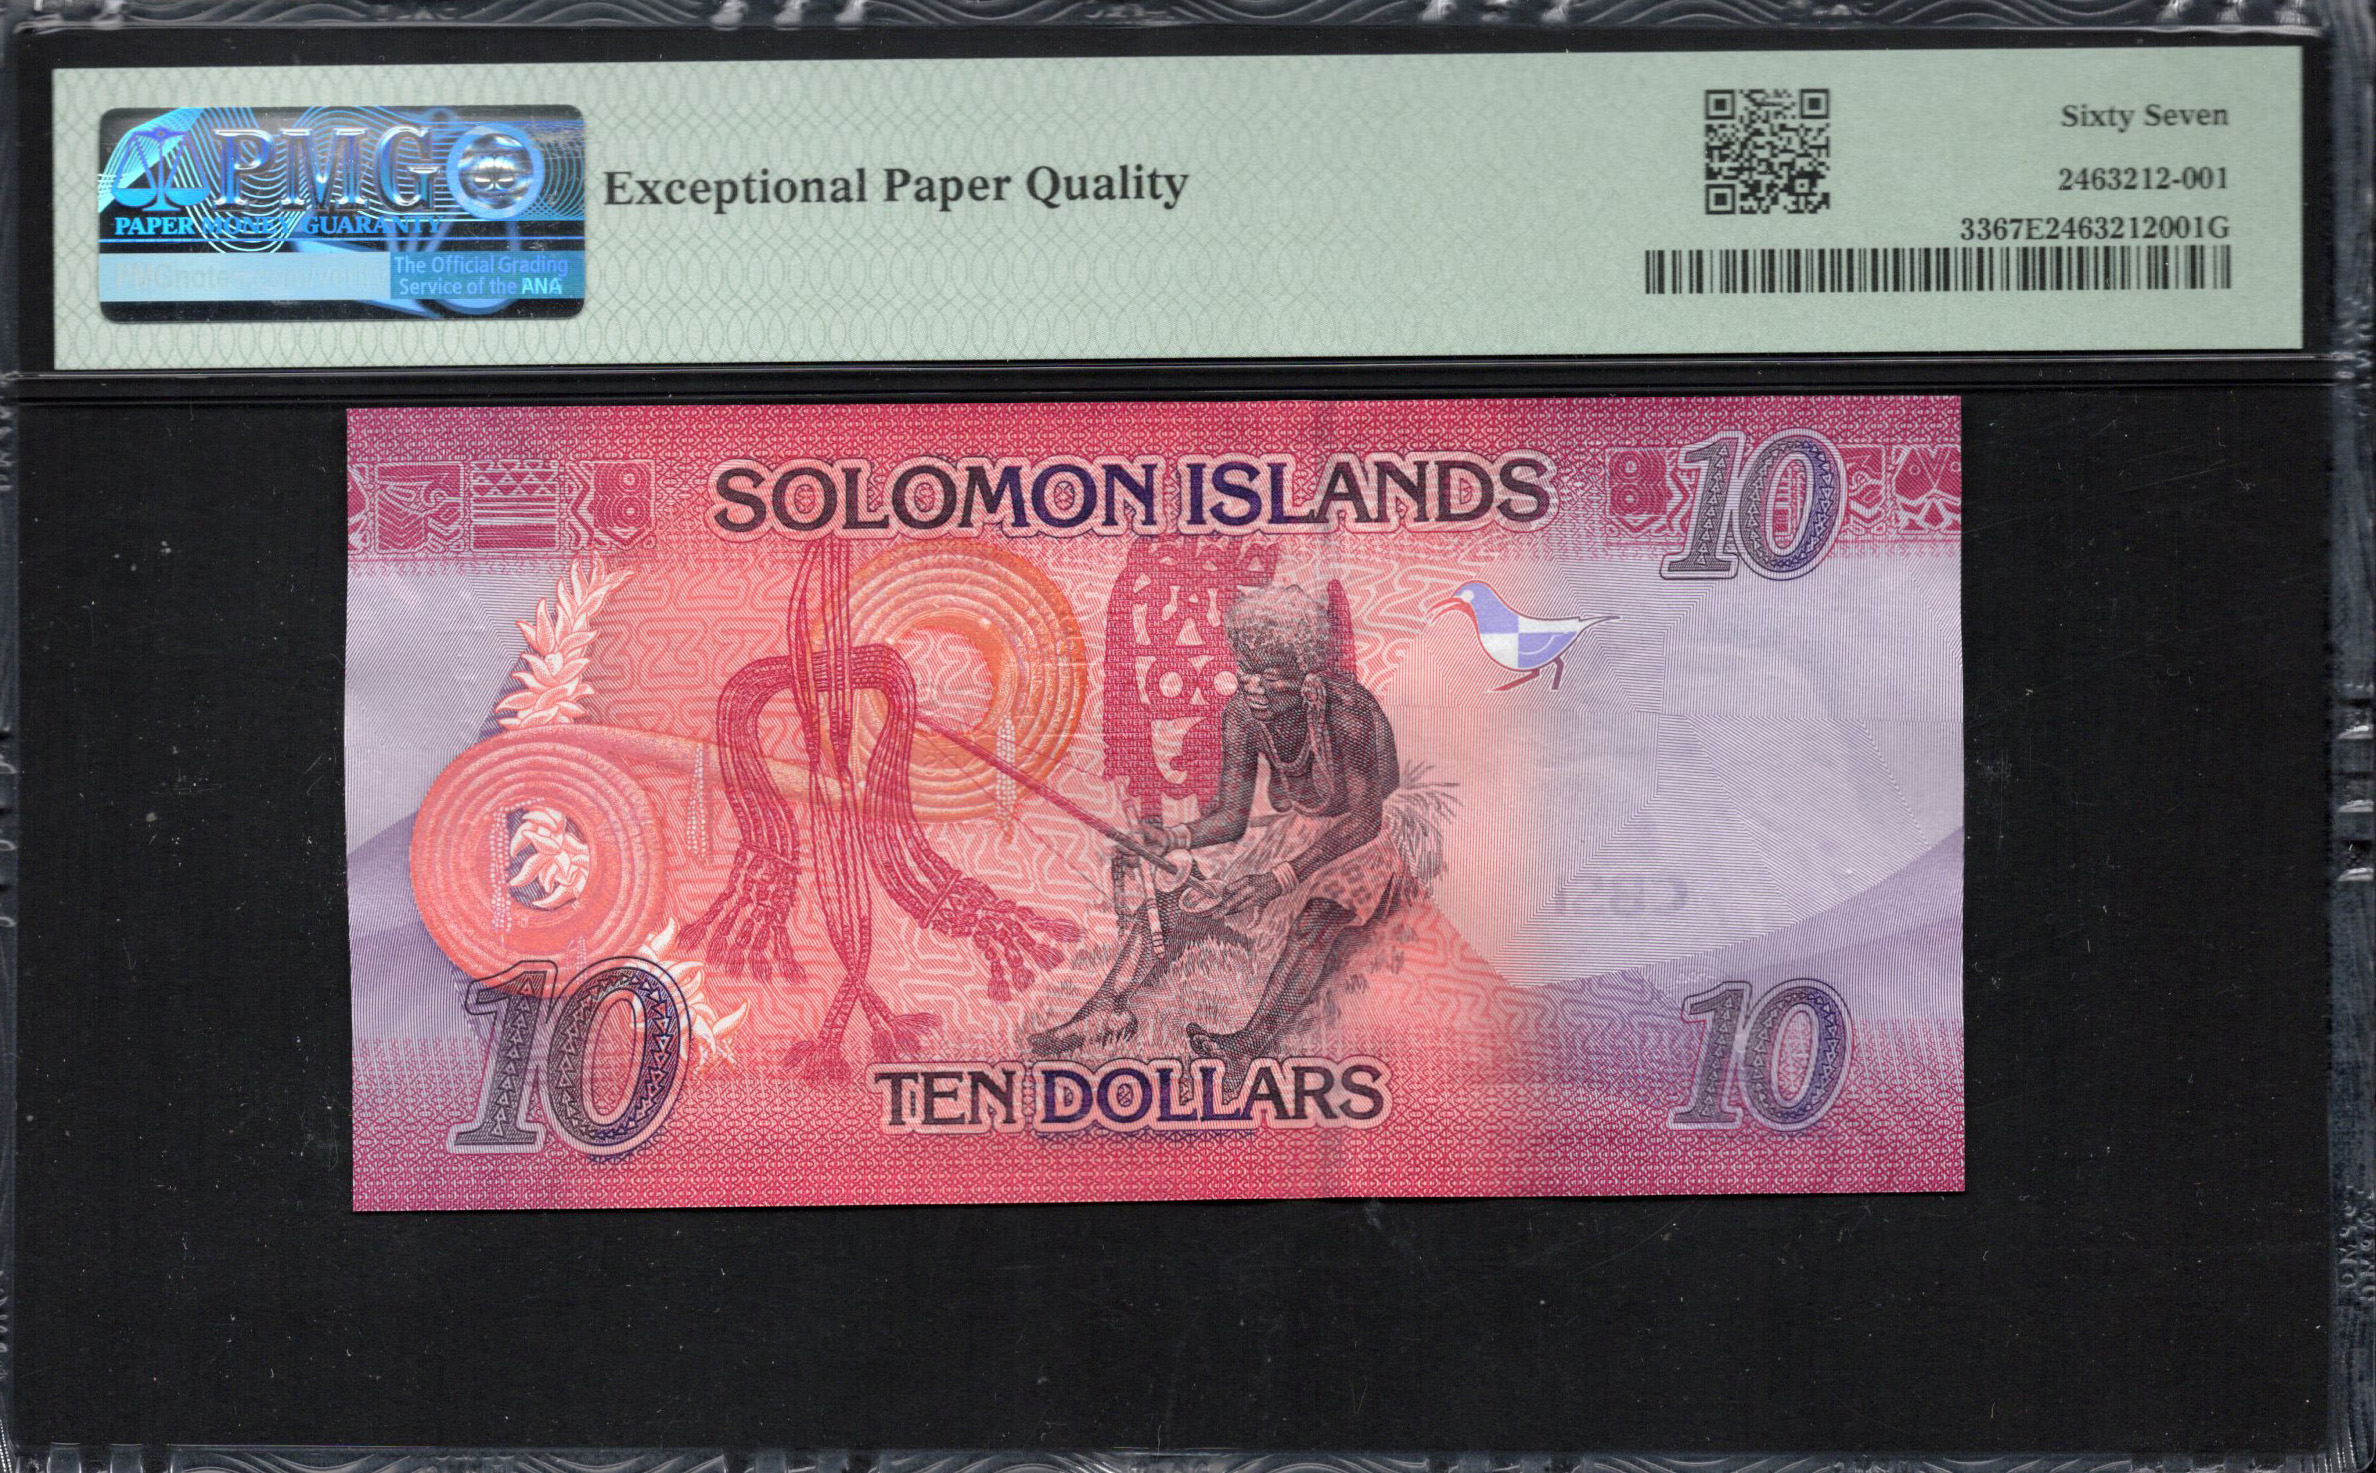 PMG
PAPER MONEY GUARANTY
The Official Grading
Service of the ANA
Exceptional Paper Quality
Sixty Seven
2463212-001
3367E2463212001G
SOLOMON ISLANDS
10
10
10
TEN DOLLARS